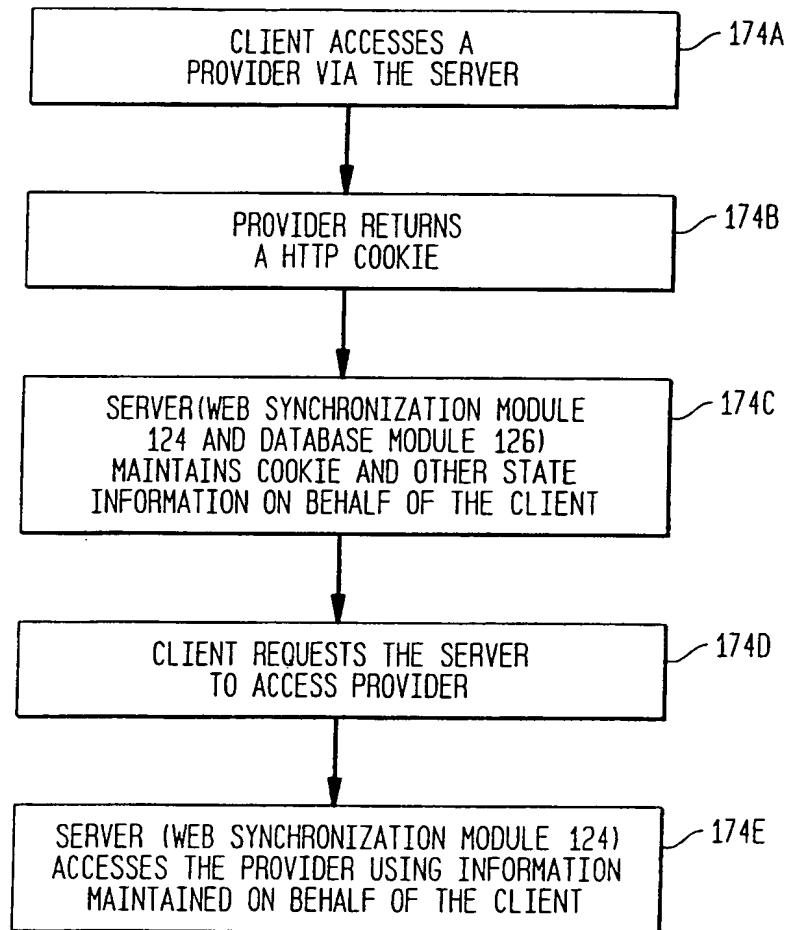 CLIENT ACCESSES A
PROVIDER VIA THE SERVER
174A
PROVIDER RETURNS
A HTTP COOKIE
174B
SERVER(WEB SYNCHRONIZATION MODULE
124 AND DATABASE MODULE 126)
MAINTAINS COOKIE AND OTHER STATE
INFORMATION ON BEHALF OF THE CLIENT
174C
CLIENT REQUESTS THE SERVER
TO ACCESS PROVIDER
174D
SERVER (WEB SYNCHRONIZATION MODULE 124)
ACCESSES THE PROVIDER USING INFORMATION
MAINTAINED ON BEHALF OF THE CLIENT
174E